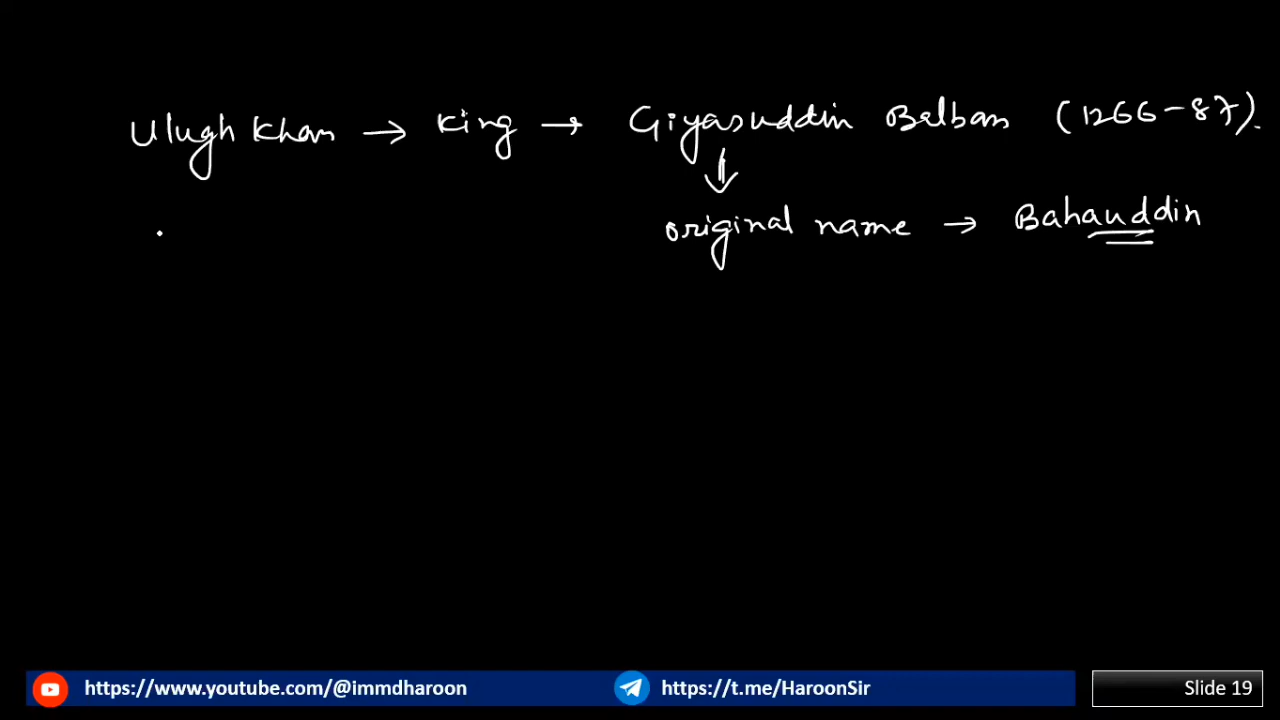 Ulugh Khan → King → Giyasuddin Balban (1266-87).
original name → Bahauddin
https://www.youtube.com/@immdharoon
https://t.me/HaroonSir
Slide 19